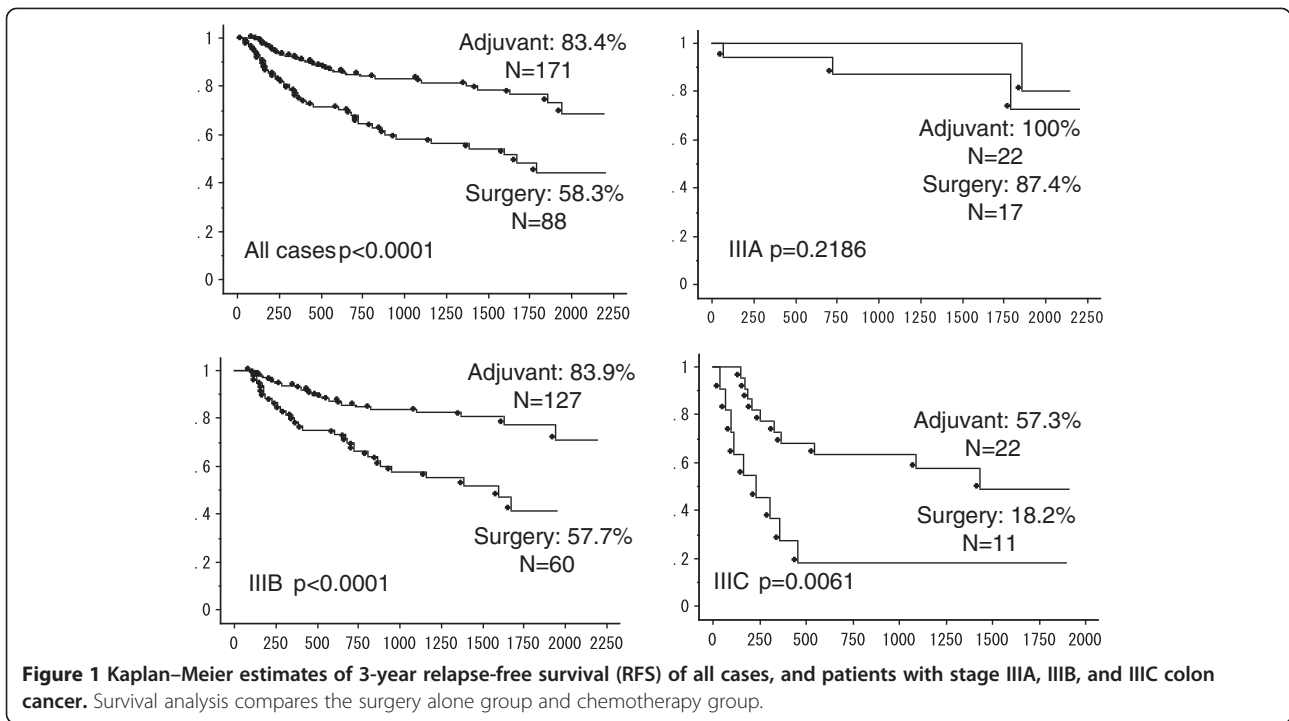 1
. 8
. 6
. 4
. 2
0
Adjuvant: 83.4%
N=171
Surgery: 58.3%
N=88
All cases p<0.0001
0 250 500 750 1000 1250 1500 1750 2000 2250
1
. 8
. 6
. 4
. 2
0
Adjuvant: 100%
N=22
Surgery: 87.4%
N=17
IIIA p=0.2186
0 250 500 750 1000 1250 1500 1750 2000 2250
1
. 8
. 6
. 4
. 2
0
Adjuvant: 83.9%
N=127
Surgery: 57.7%
N=60
IIIB p<0.0001
0 250 500 750 1000 1250 1500 1750 2000 2250
1
. 8
. 6
. 4
. 2
0
Adjuvant: 57.3%
N=22
Surgery: 18.2%
N=11
IIIC p=0.0061
0 250 500 750 1000 1250 1500 1750 2000
Figure 1 Kaplan–Meier estimates of 3-year relapse-free survival (RFS) of all cases, and patients with stage IIIA, IIIB, and IIIC colon
cancer. Survival analysis compares the surgery alone group and chemotherapy group.